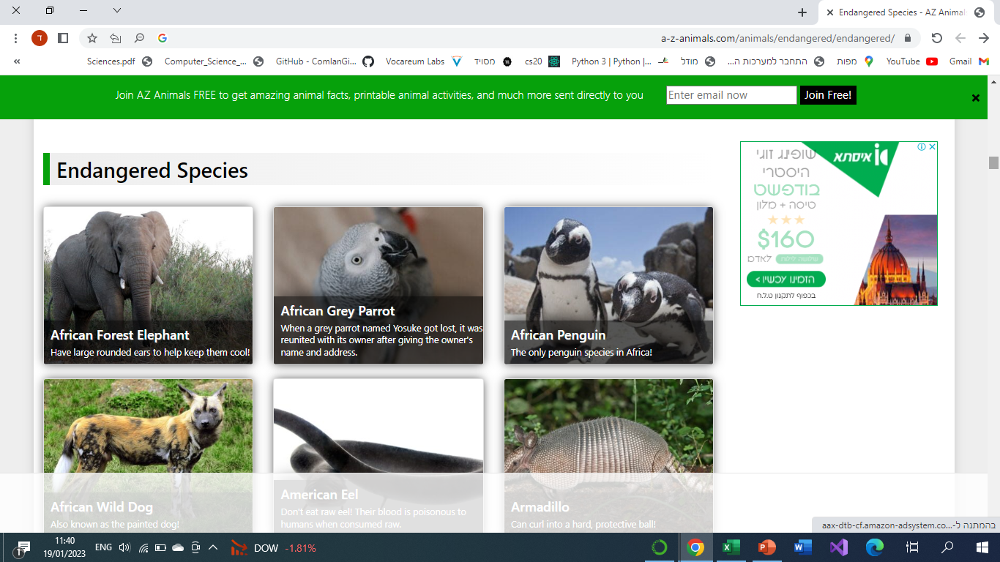 Endangered Species - AZ Animal
a-z-animals.com/animals/endangered/endangered/
ד
Gmail
YouTube
מפות
התחבר למערכות ה...
מודל
Python 3 | Python |...
cs20
מסויד
Vocareum Labs
GitHub - ComlanGi...
Computer_Science_...
Sciences.pdf
«
Join AZ Animals FREE to get amazing animal facts, printable animal activities, and much more sent directly to you
Enter email now
Join Free!
Endangered Species
African Forest Elephant
Have large rounded ears to help keep them cool!
African Grey Parrot
When a grey parrot named Yosuke got lost, it was
reunited with its owner after giving the owner's
name and address.
African Penguin
The only penguin species in Africa!
African Wild Dog
Also known as the painted dog!
American Eel
Don't eat raw eel! Their blood is poisonous to
humans when consumed raw.
Armadillo
Can curl into a hard, protective ball!
איסתא
שופינג זוגי
היסטרי
בודפשט
טיסה + מלון
$160
לאדם
הזמינו עכשיו >
בכפוף לתקנון ט.ל.ח
בהמתנה ל-aax-dtb-cf.amazon-adsystem.co...
1
11:40
19/01/2023
ENG
DOW -1.81%